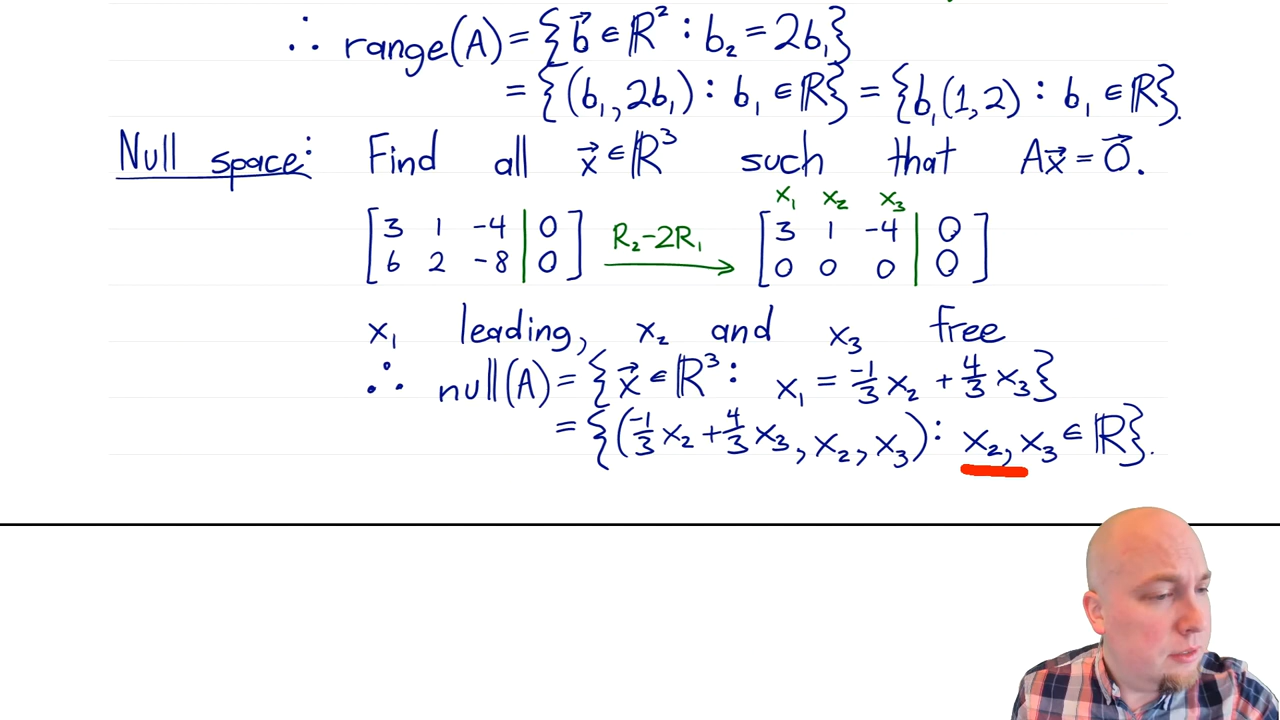 ∴ range(A) = {b⃗ ∈ ℝ² : b₂ = 2b₁}
= {(b₁, 2b₁) : b₁ ∈ ℝ} = {b₁(1, 2) : b₁ ∈ ℝ}.
Null space: Find all x⃗ ∈ ℝ³ such that Ax⃗ = 0⃗.
x₁ x₂ x₃
[3 1 -4 | 0] R₂-2R₁ [3 1 -4 | 0]
[6 2 -8 | 0] ⟶ [0 0 0 | 0]
x₁ leading, x₂ and x₃ free
∴ null(A) = {x⃗ ∈ ℝ³ : x₁ = -1/3 x₂ + 4/3 x₃}
= {(-1/3 x₂ + 4/3 x₃, x₂, x₃) : x₂, x₃ ∈ ℝ}.